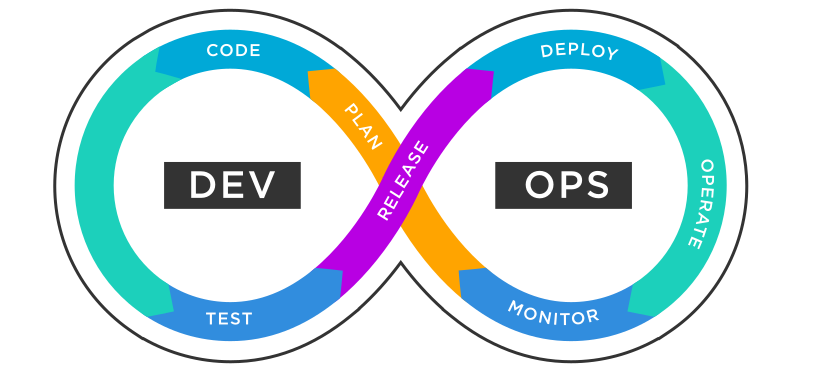 CODE
PLAN
DEV
RELEASE
TEST
DEPLOY
OPS
OPERATE
MONITOR